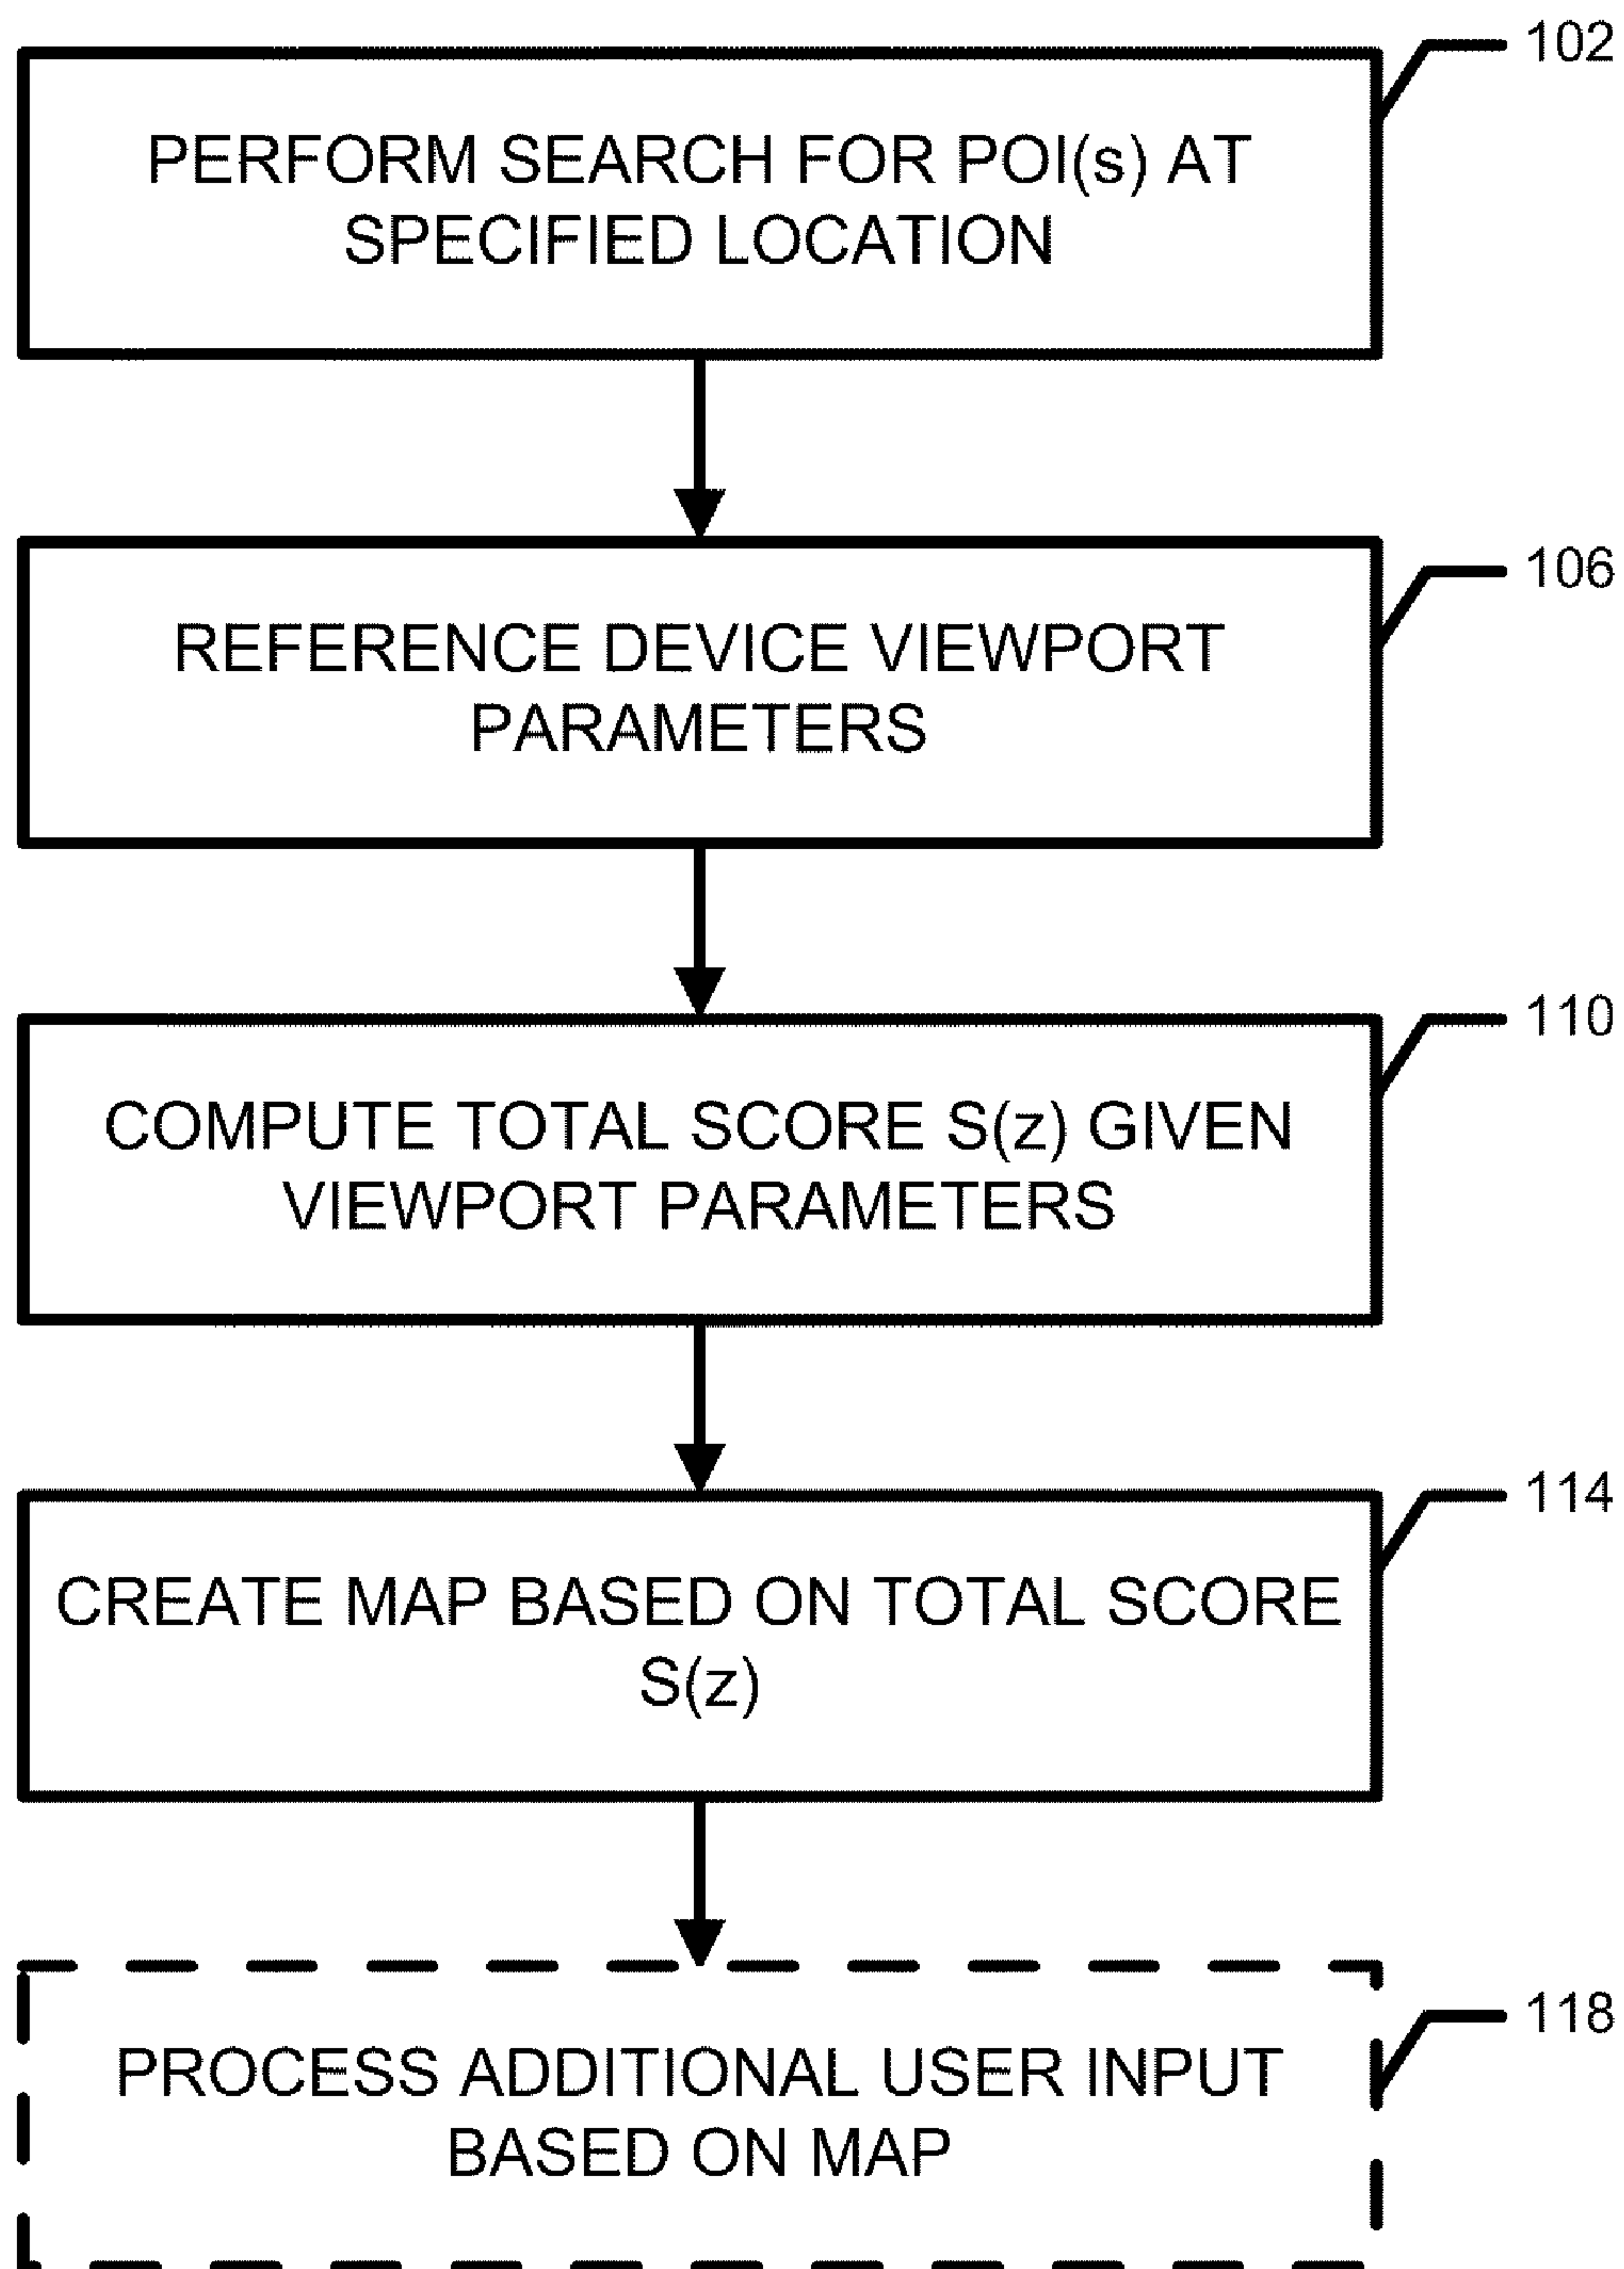 102
PERFORM SEARCH FOR POI(s) AT
SPECIFIED LOCATION
106
REFERENCE DEVICE VIEWPORT
PARAMETERS
110
COMPUTE TOTAL SCORE S(z) GIVEN
VIEWPORT PARAMETERS
114
CREATE MAP BASED ON TOTAL SCORE
S(z)
118
PROCESS ADDITIONAL USER INPUT
BASED ON MAP